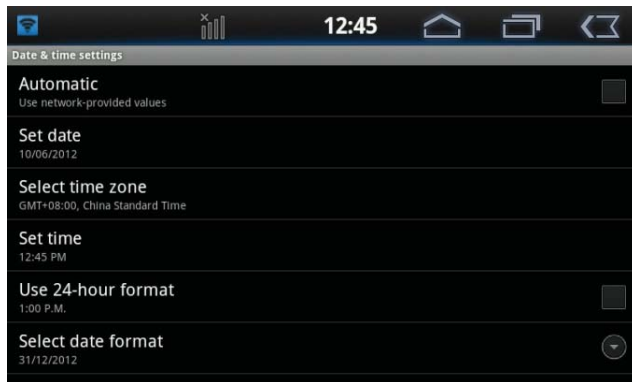 12:45
Date & time settings
Automatic
Use network-provided values
Set date
10/06/2012
Select time zone
GMT+08:00, China Standard Time
Set time
12:45 PM
Use 24-hour format
1:00 P.M.
Select date format
31/12/2012